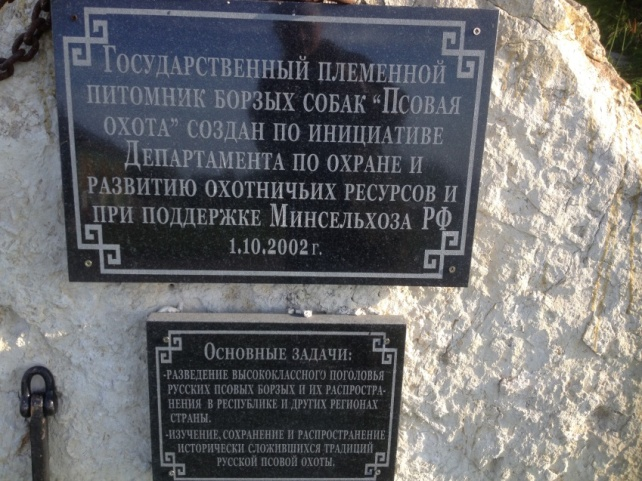 Государственный племенной
питомник борзых собак "Псовая
охота" создан по инициативе
Департамента по охране и
развитию охотничьих ресурсов и
при поддержке Минсельхоза РФ
1.10.2002 г.
Основные задачи:
-разведение высококлассного поголовья
русских псовых борзых и их распростра-
нения в республике и других регионах
страны.
-изучение, сохранение и распространение
исторически сложившихся традиций
русской псовой охоты.